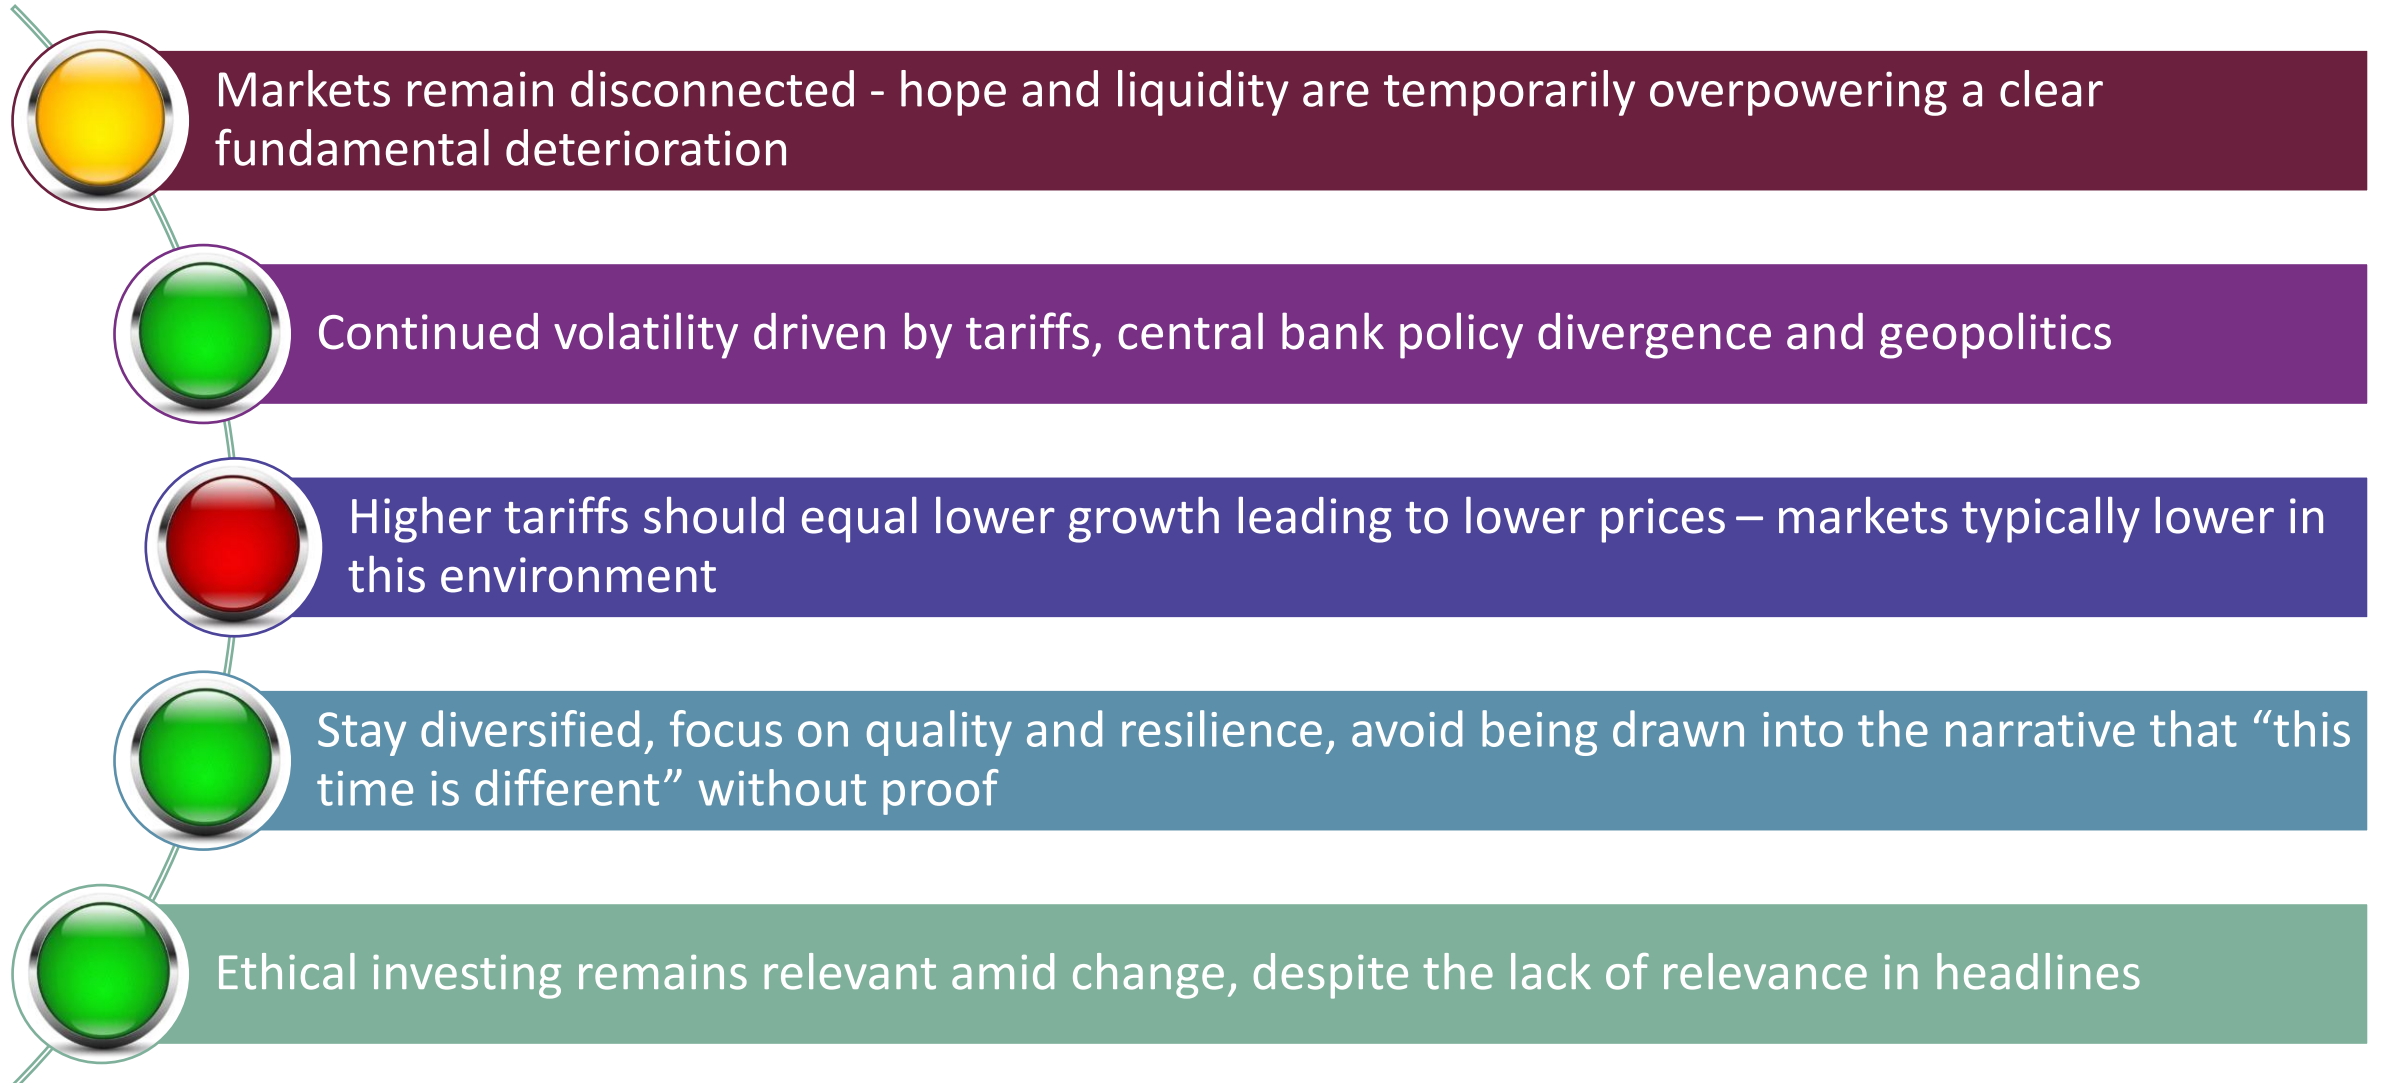 Markets remain disconnected - hope and liquidity are temporarily overpowering a clear
fundamental deterioration
Continued volatility driven by tariffs, central bank policy divergence and geopolitics
Higher tariffs should equal lower growth leading to lower prices – markets typically lower in
this environment
Stay diversified, focus on quality and resilience, avoid being drawn into the narrative that “this
time is different” without proof
Ethical investing remains relevant amid change, despite the lack of relevance in headlines